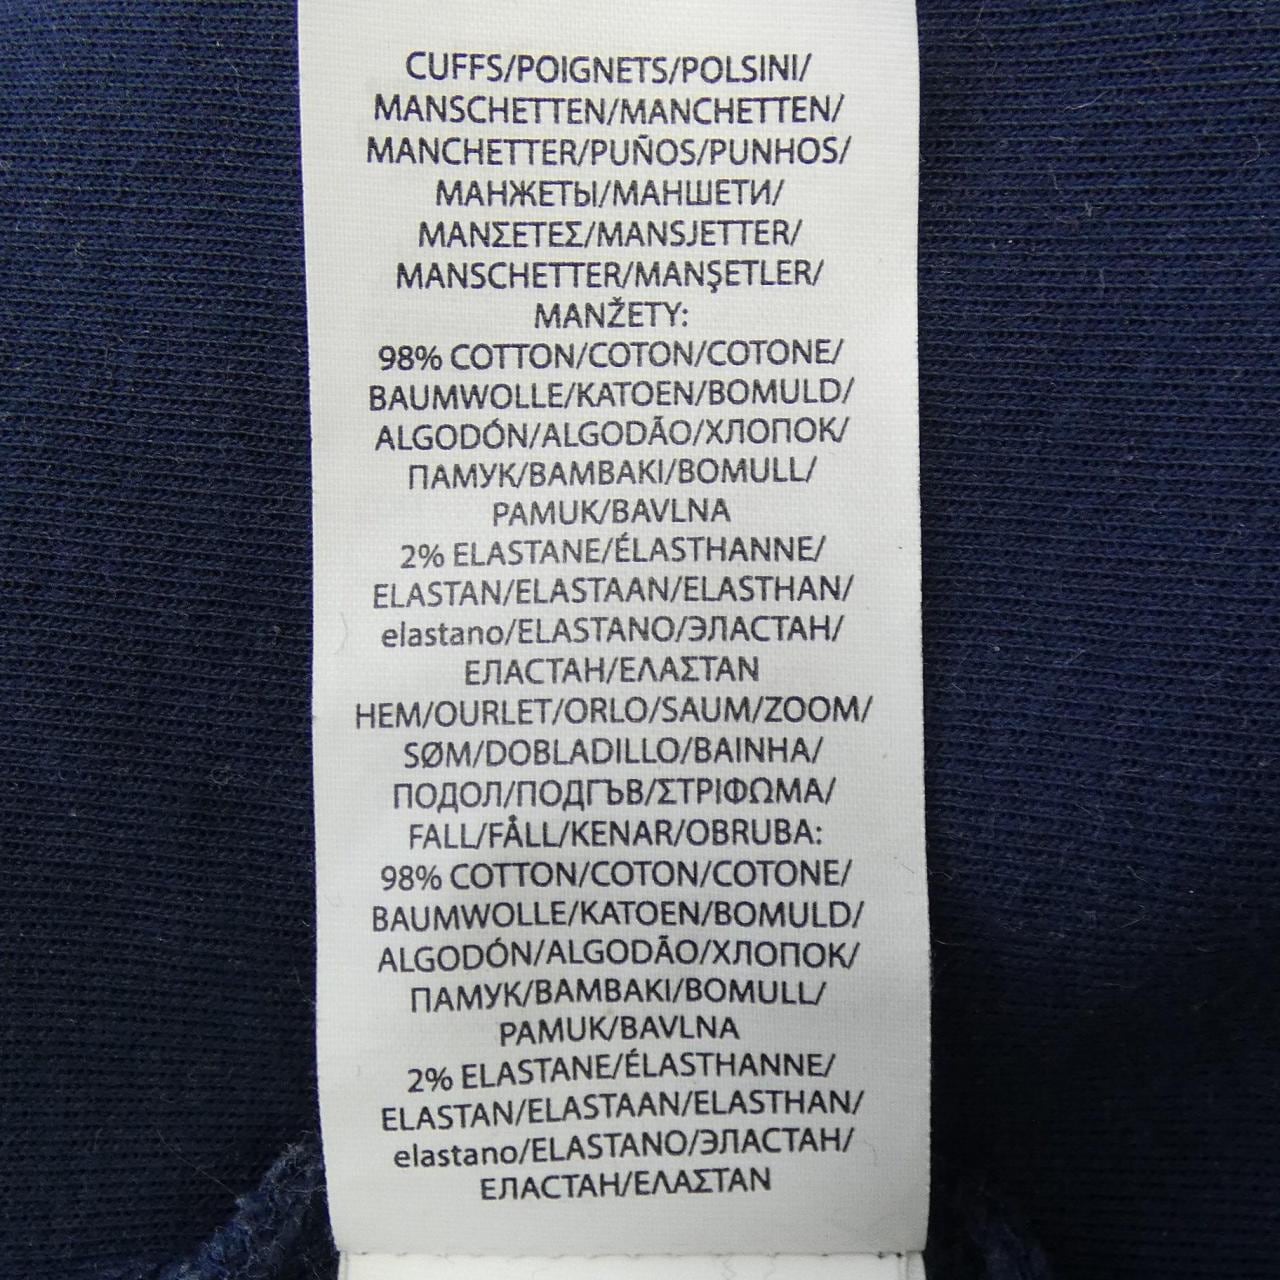 CUFFS/POIGNETS/POLSINI/
MANSCHETTEN/MANCHETTEN/
MANCHETTER/PUÑOS/PUNHOS/
МАНЖЕТЫ/МАНШЕТИ/
ΜΑΝΣΕΤΕΣ/MANSJETTER/
MANSCHETTER/MANŞETLER/
MANŽETY:
98% COTTON/COTON/COTONE/
BAUMWOLLE/KATOEN/BOMULD/
ALGODÓN/ALGODÃO/ХЛОПОК/
ПАМУК/BAMBAKI/BOMULL/
PAMUK/BAVLNA
2% ELASTANE/ÉLASTHANNE/
ELASTAN/ELASTAAN/ELASTHAN/
elastano/ELASTANO/ЭЛАСТАН/
ЕЛАСТАН/ΕΛΑΣΤΑΝ
HEM/OURLET/ORLO/SAUM/ZOOM/
SØM/DOBLADILLO/BAINHA/
ПОДОЛ/ПОДГЪВ/ΣΤΡΙΦΩΜΑ/
FALL/FÅLL/KENAR/OBRUBA:
98% COTTON/COTON/COTONE/
BAUMWOLLE/KATOEN/BOMULD/
ALGODÓN/ALGODÃO/ХЛОПОК/
ПАМУК/BAMBAKI/BOMULL/
PAMUK/BAVLNA
2% ELASTANE/ÉLASTHANNE/
ELASTAN/ELASTAAN/ELASTHAN/
elastano/ELASTANO/ЭЛАСТАН/
ЕЛАСТАН/ΕΛΑΣΤΑΝ